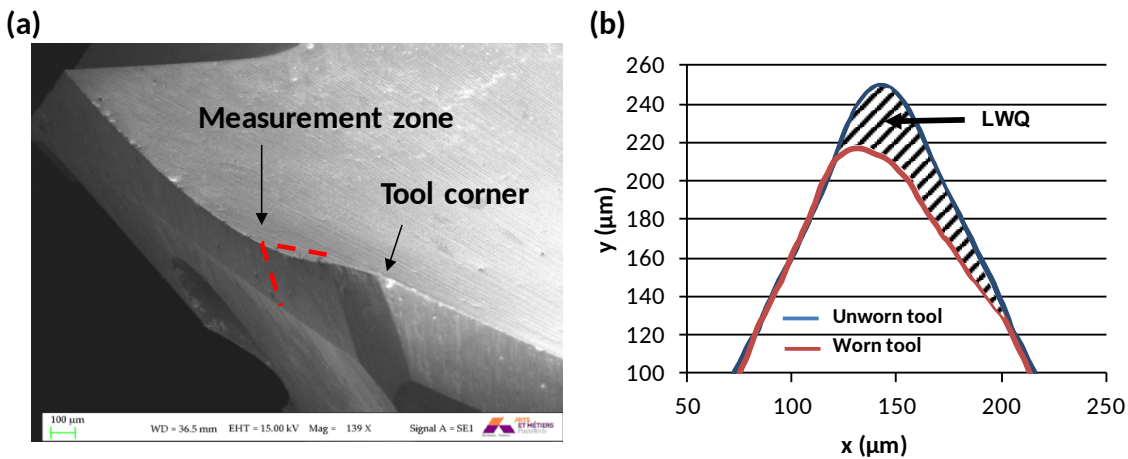 (a)
Measurement zone
Tool corner
100 µm
WD = 36.5 mm EHT = 15.00 kV Mag = 139 X Signal A = SE1
ARTS
ET MÉTIERS
ParisTech
(b)
260
240
220
200
180
160
140
120
100
y (µm)
LWQ
Unworn tool
Worn tool
50 100 150 200 250
x (µm)